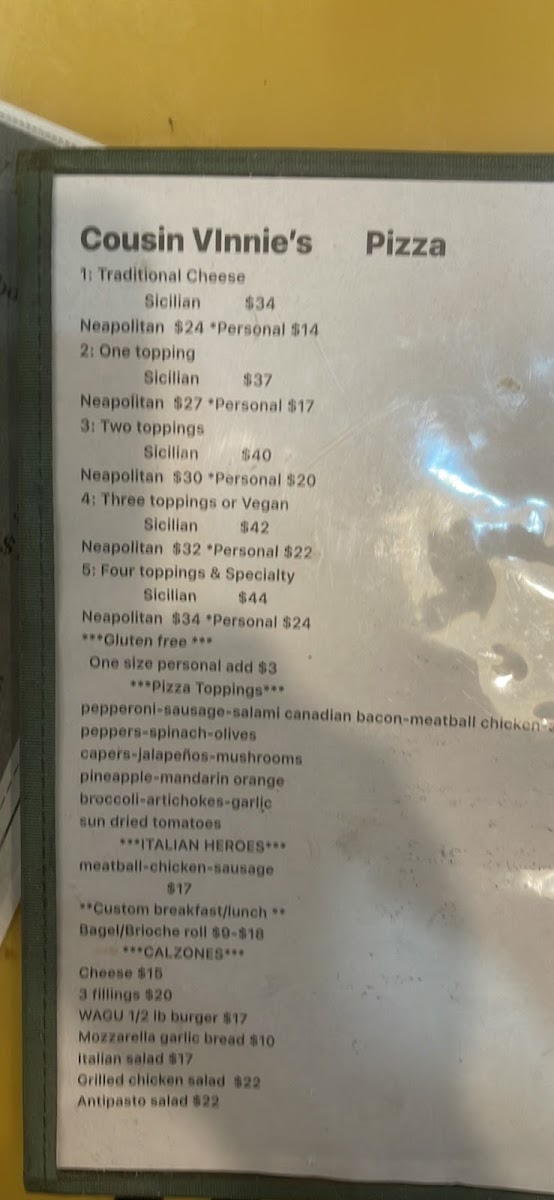 Cousin VInnie's Pizza
1: Traditional Cheese
Sicilian $34
Neapolitan $24 *Personal $14
2: One topping
Sicilian $37
Neapolitan $27 *Personal $17
3: Two toppings
Sicilian $40
Neapolitan $30 *Personal $20
4: Three toppings or Vegan
Sicilian $42
Neapolitan $32 *Personal $22
5: Four toppings & Specialty
Sicilian $44
Neapolitan $34 *Personal $24
***Gluten free ***
One size personal add $3
***Pizza Toppings***
pepperoni-sausage-salami canadian bacon-meatball chicken-
peppers-spinach-olives
capers-jalapeños-mushrooms
pineapple-mandarin orange
broccoli-artichokes-garlic
sun dried tomatoes
***ITALIAN HEROES***
meatball-chicken-sausage
$17
**Custom breakfast/lunch **
Bagel/Brioche roll $9-$18
***CALZONES***
Cheese $15
3 fillings $20
WAGU 1/2 lb burger $17
Mozzarella garlic bread $10
Italian salad $17
Grilled chicken salad $22
Antipasto salad $22